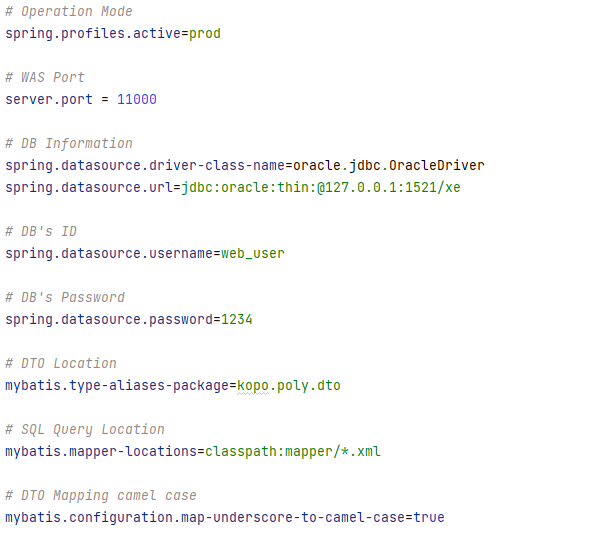 # Operation Mode
spring.profiles.active=prod
# WAS Port
server.port = 11000
# DB Information
spring.datasource.driver-class-name=oracle.jdbc.OracleDriver
spring.datasource.url=jdbc:oracle:thin:@127.0.0.1:1521/xe
# DB's ID
spring.datasource.username=web_user
# DB's Password
spring.datasource.password=1234
# DTO Location
mybatis.type-aliases-package=kopo.poly.dto
# SQL Query Location
mybatis.mapper-locations=classpath:mapper/*.xml
# DTO Mapping camel case
mybatis.configuration.map-underscore-to-camel-case=true